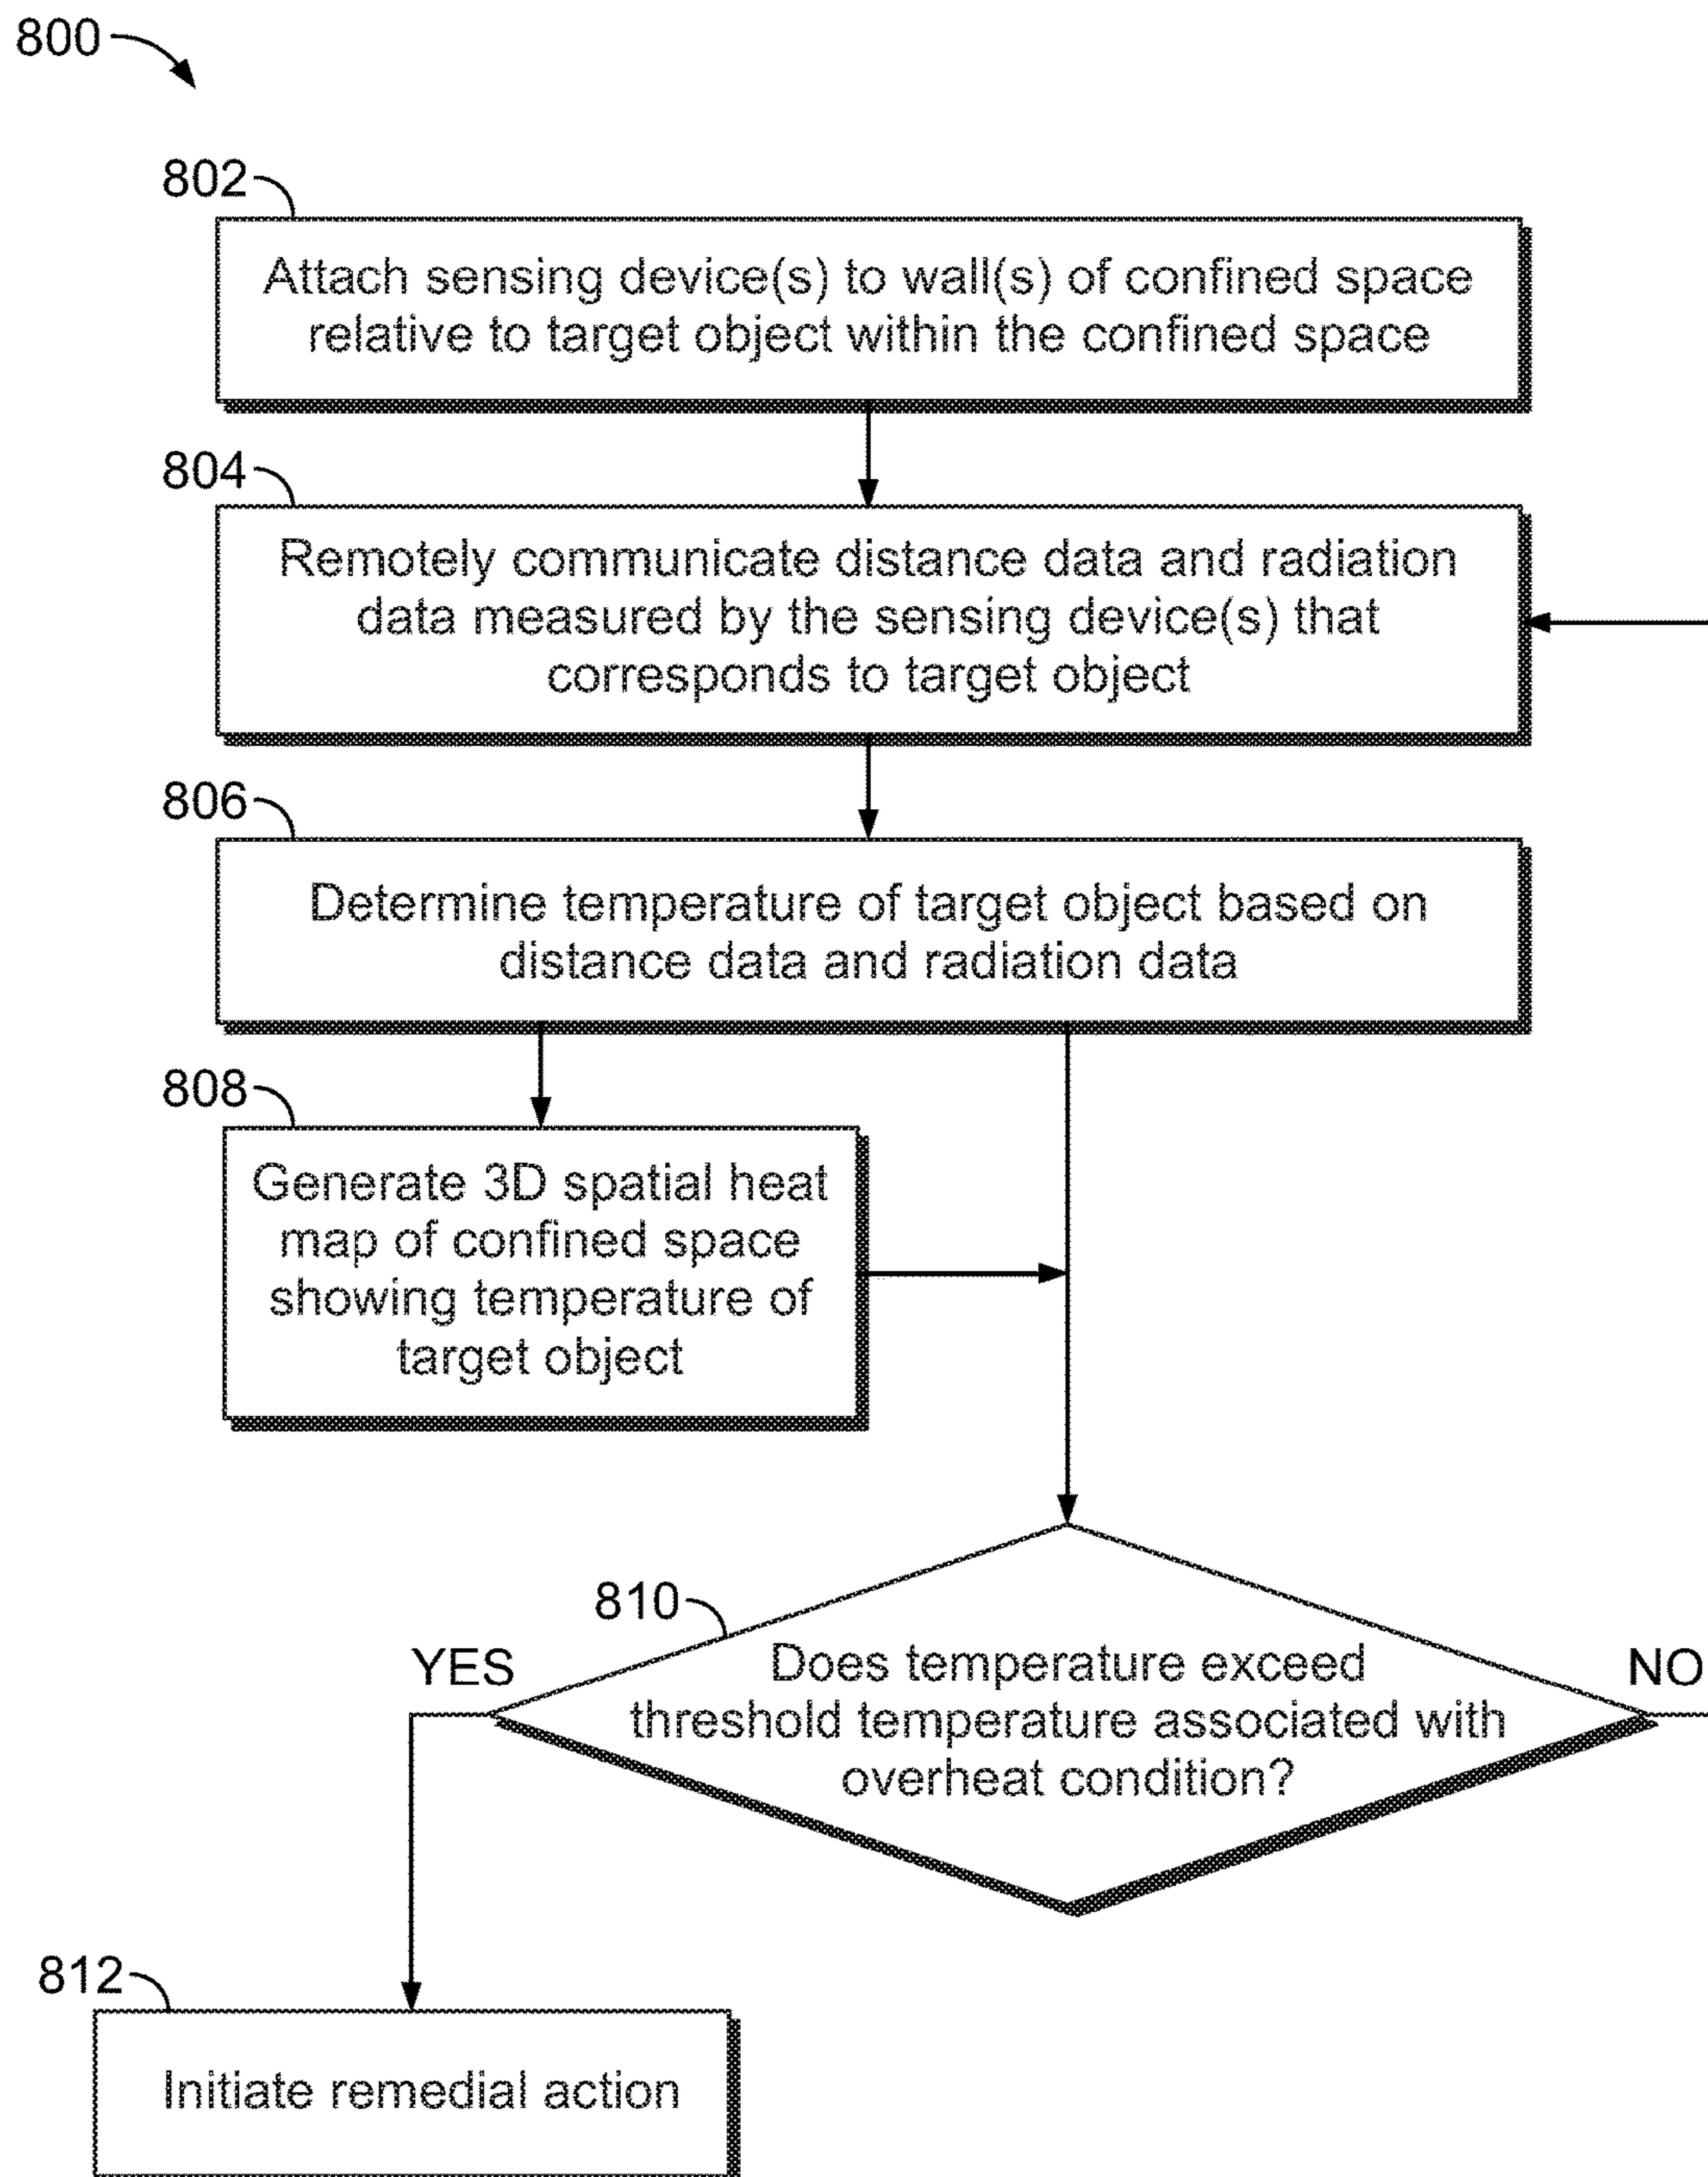 800
802
Attach sensing device(s) to wall(s) of confined space
relative to target object within the confined space
804
Remotely communicate distance data and radiation
data measured by the sensing device(s) that
corresponds to target object
806
Determine temperature of target object based on
distance data and radiation data
808
Generate 3D spatial heat
map of confined space
showing temperature of
target object
810
YES
Does temperature exceed
threshold temperature associated with
overheat condition?
NO
812
Initiate remedial action